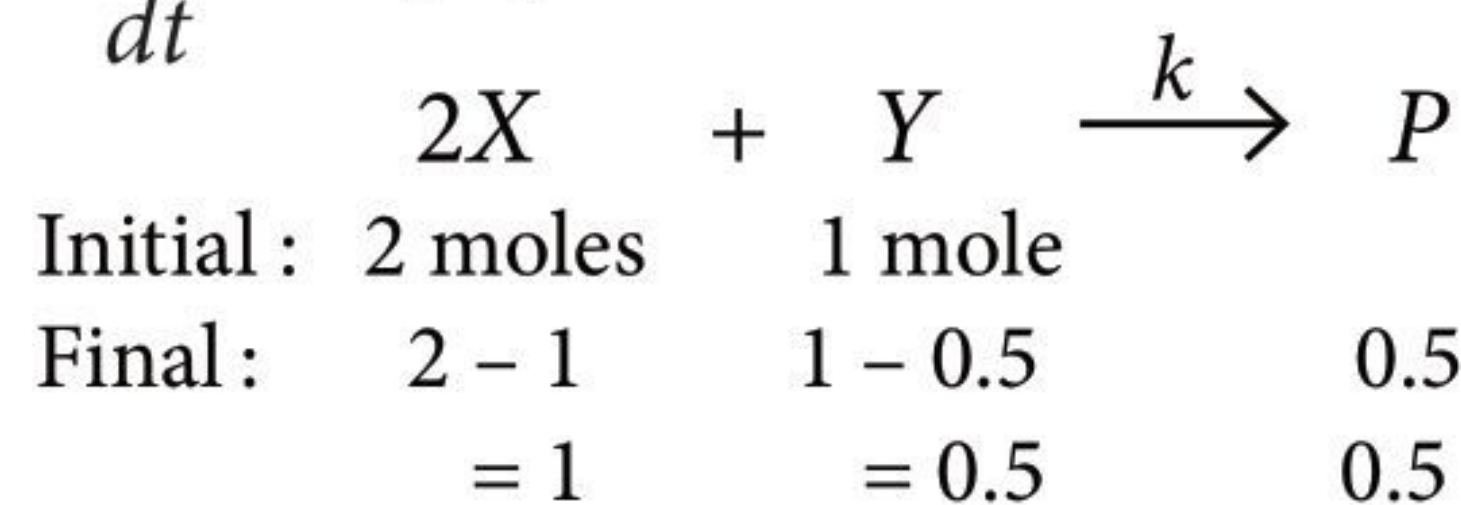 dt
k
2X + Y ⟶ P
Initial : 2 moles 1 mole
Final : 2 – 1 1 – 0.5 0.5
= 1 = 0.5 0.5